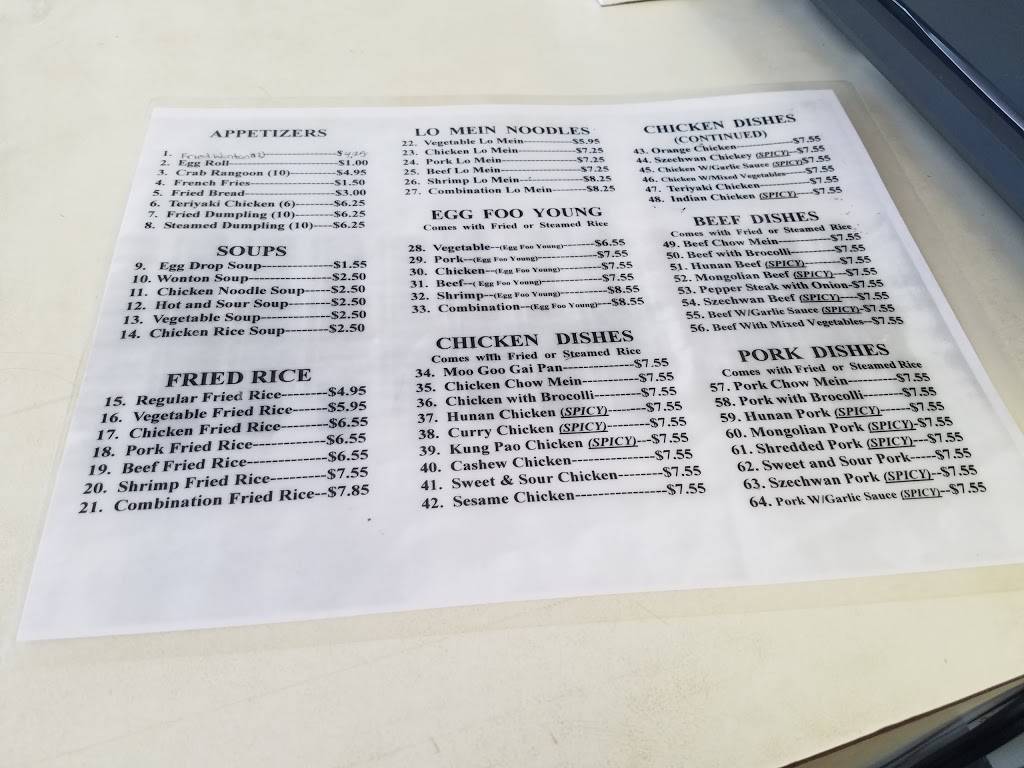 APPETIZERS
1. Fried Wonton---$4.25
2. Egg Roll---$1.00
3. Crab Rangoon (10)---$4.95
4. French Fries---$1.50
5. Fried Bread---$3.00
6. Teriyaki Chicken (6)---$6.25
7. Fried Dumpling (10)---$6.25
8. Steamed Dumpling (10)---$6.25
SOUPS
9. Egg Drop Soup---$1.55
10. Wonton Soup---$2.50
11. Chicken Noodle Soup---$2.50
12. Hot and Sour Soup---$2.50
13. Vegetable Soup---$2.50
14. Chicken Rice Soup---$2.50
FRIED RICE
15. Regular Fried Rice---$4.95
16. Vegetable Fried Rice---$5.95
17. Chicken Fried Rice---$6.55
18. Pork Fried Rice---$6.55
19. Beef Fried Rice---$6.55
20. Shrimp Fried Rice---$7.55
21. Combination Fried Rice--$7.85
LO MEIN NOODLES
22. Vegetable Lo Mein---$5.95
23. Chicken Lo Mein---$7.25
24. Pork Lo Mein---$7.25
25. Beef Lo Mein---$7.25
26. Shrimp Lo Mein---$8.25
27. Combination Lo Mein---$8.25
EGG FOO YOUNG
Comes with Fried or Steamed Rice
28. Vegetable--(Egg Foo Young)---$6.55
29. Pork--(Egg Foo Young)---$7.55
30. Chicken--(Egg Foo Young)---$7.55
31. Beef--( Egg Foo Young)---$7.55
32. Shrimp--(Egg Foo Young)---$8.55
33. Combination--(Egg Foo Young)---$8.55
CHICKEN DISHES
Comes with Fried or Steamed Rice
34. Moo Goo Gai Pan---$7.55
35. Chicken Chow Mein---$7.55
36. Chicken with Brocolli---$7.55
37. Hunan Chicken (SPICY)---$7.55
38. Curry Chicken (SPICY)---$7.55
39. Kung Pao Chicken (SPICY)---$7.55
40. Cashew Chicken---$7.55
41. Sweet & Sour Chicken---$7.55
42. Sesame Chicken---$7.55
CHICKEN DISHES
(CONTINUED)
43. Orange Chicken---$7.55
44. Szechwan Chickey (SPICY)---$7.55
45. Chicken W/Garlic Sauce (SPICY)$7.55
46. Chicken W/Mixed Vegetables---$7.55
47. Teriyaki Chicken---$7.55
48. Indian Chicken (SPICY)---$7.55
BEEF DISHES
Comes with Fried or Steamed Rice
49. Beef Chow Mein---$7.55
50. Beef with Brocolli---$7.55
51. Hunan Beef (SPICY)---$7.55
52. Mongolian Beef (SPICY)---$7.55
53. Pepper Steak with Onion-$7.55
54. Szechwan Beef (SPICY)---$7.55
55. Beef W/Garlic Sauce (SPICY)-$7.55
56. Beef With Mixed Vegetables--$7.55
PORK DISHES
Comes with Fried or Steamed Rice
57. Pork Chow Mein---$7.55
58. Pork with Brocolli---$7.55
59. Hunan Pork (SPICY)---$7.55
60. Mongolian Pork (SPICY)-$7.55
61. Shredded Pork (SPICY)---$7.55
62. Sweet and Sour Pork---$7.55
63. Szechwan Pork (SPICY)--$7.55
64. Pork W/Garlic Sauce (SPICY)--$7.55